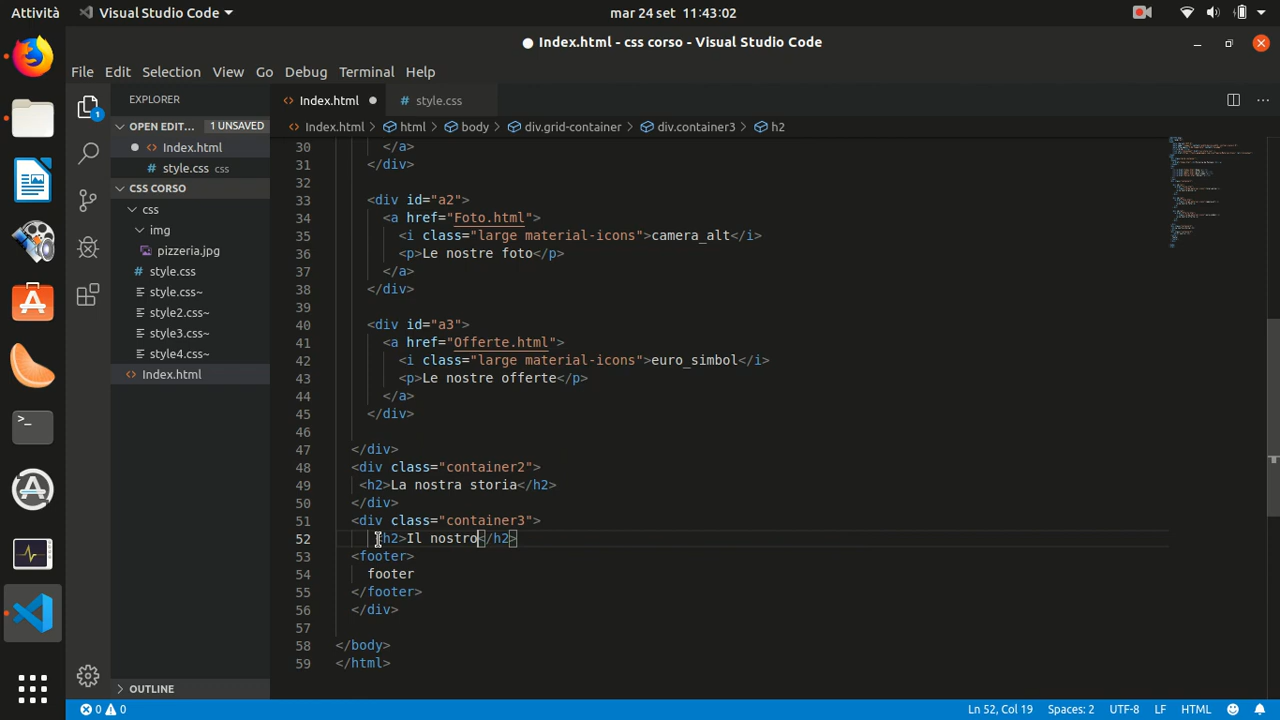 Attività
Visual Studio Code
mar 24 set 11:43:02
Index.html - css corso - Visual Studio Code
File Edit Selection View Go Debug Terminal Help
EXPLORER
Index.html
style.css
OPEN EDIT... 1 UNSAVED
Index.html > html > body > div.grid-container > div.container3 > h2
Index.html
style.css css
CSS CORSO
css
img
pizzeria.jpg
style.css
style.css~
style2.css~
style3.css~
style4.css~
Index.html
OUTLINE
1
30 </a>
31 </div>
32
33 <div id="a2">
34 <a href="Foto.html">
35 <i class="large material-icons">camera_alt</i>
36 <p>Le nostre foto</p>
37 </a>
38 </div>
39
40 <div id="a3">
41 <a href="Offerte.html">
42 <i class="large material-icons">euro_simbol</i>
43 <p>Le nostre offerte</p>
44 </a>
45 </div>
46
47 </div>
48 <div class="container2">
49 <h2>La nostra storia</h2>
50 </div>
51 <div class="container3">
52 <h2>Il nostro</h2>
53 <footer>
54 footer
55 </footer>
56 </div>
57
58 </body>
59 </html>
0 0
Ln 52, Col 19 Spaces: 2 UTF-8 LF HTML